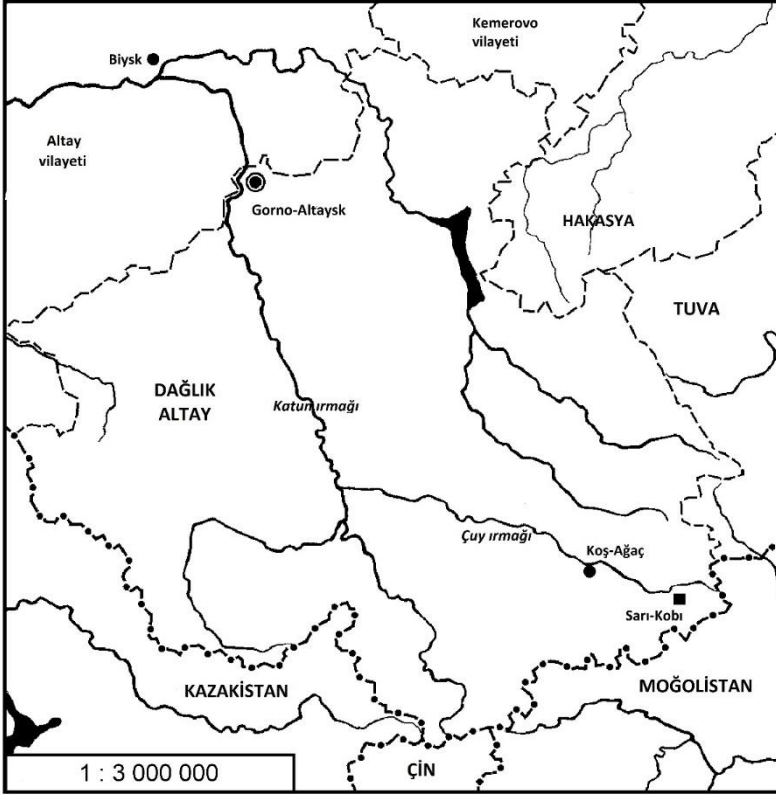 Kemerovo
vilayeti
Biysk
Altay
vilayeti
Gorno-Altaysk
HAKASYA
TUVA
DAĞLIK
ALTAY
Katun ırmağı
Çuy ırmağı
Koş-Ağaç
Sarı-Kobı
KAZAKİSTAN
MOĞOLİSTAN
ÇİN
1 : 3 000 000